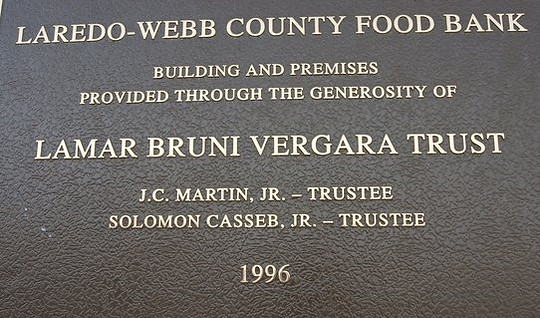 LAREDO-WEBB COUNTY FOOD BANK
BUILDING AND PREMISES
PROVIDED THROUGH THE GENEROSITY OF
LAMAR BRUNI VERGARA TRUST
J.C. MARTIN, JR. – TRUSTEE
SOLOMON CASSEB, JR. – TRUSTEE
1996